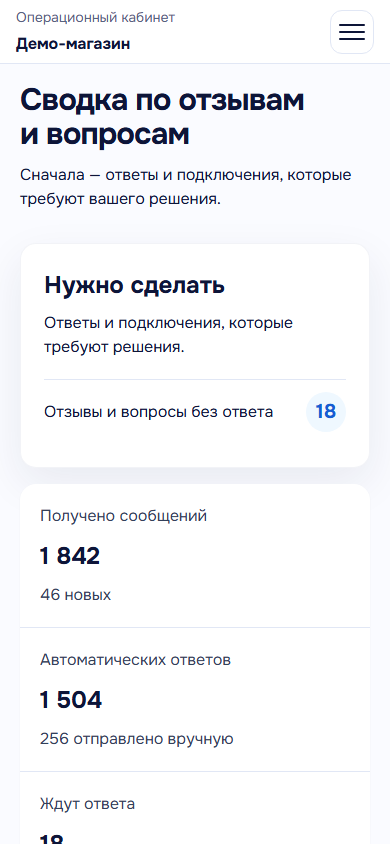 Операционный кабинет
Демо-магазин
Сводка по отзывам
и вопросам
Сначала — ответы и подключения, которые
требуют вашего решения.
Нужно сделать
Ответы и подключения, которые
требуют решения.
Отзывы и вопросы без ответа 18
Получено сообщений
1 842
46 новых
Автоматических ответов
1 504
256 отправлено вручную
Ждут ответа
18